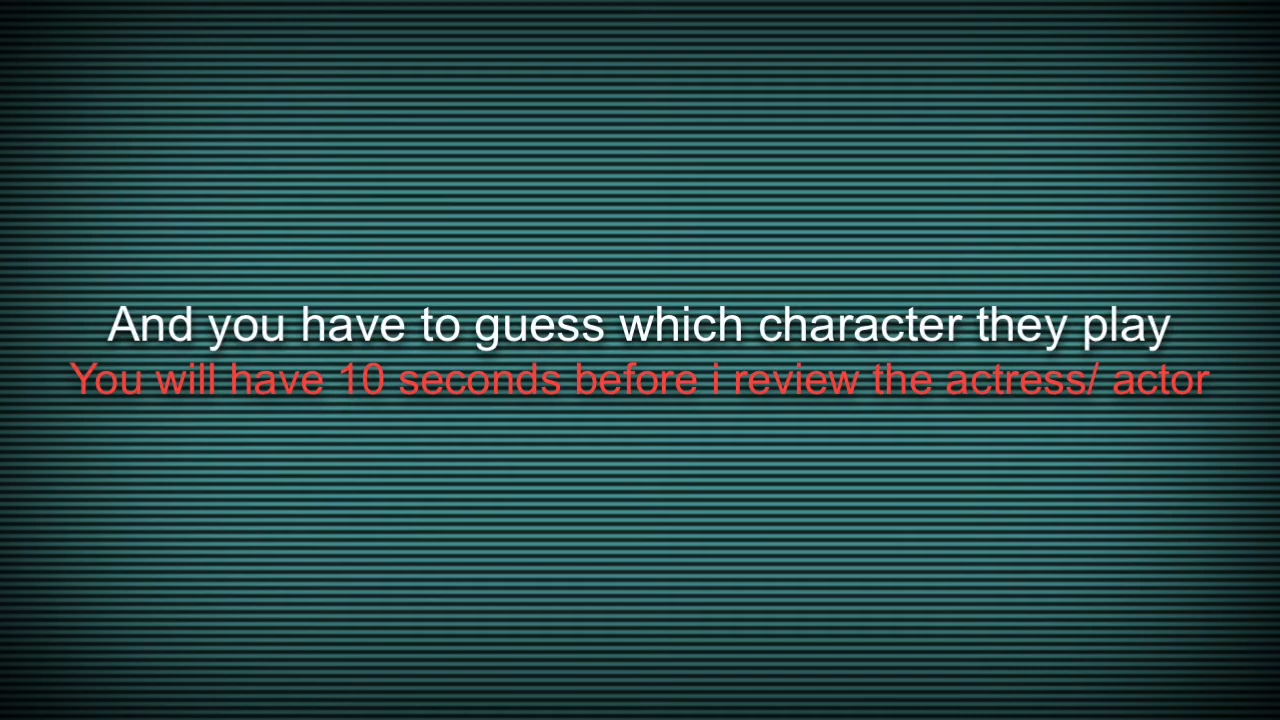 And you have to guess which character they play
You will have 10 seconds before i review the actress/ actor